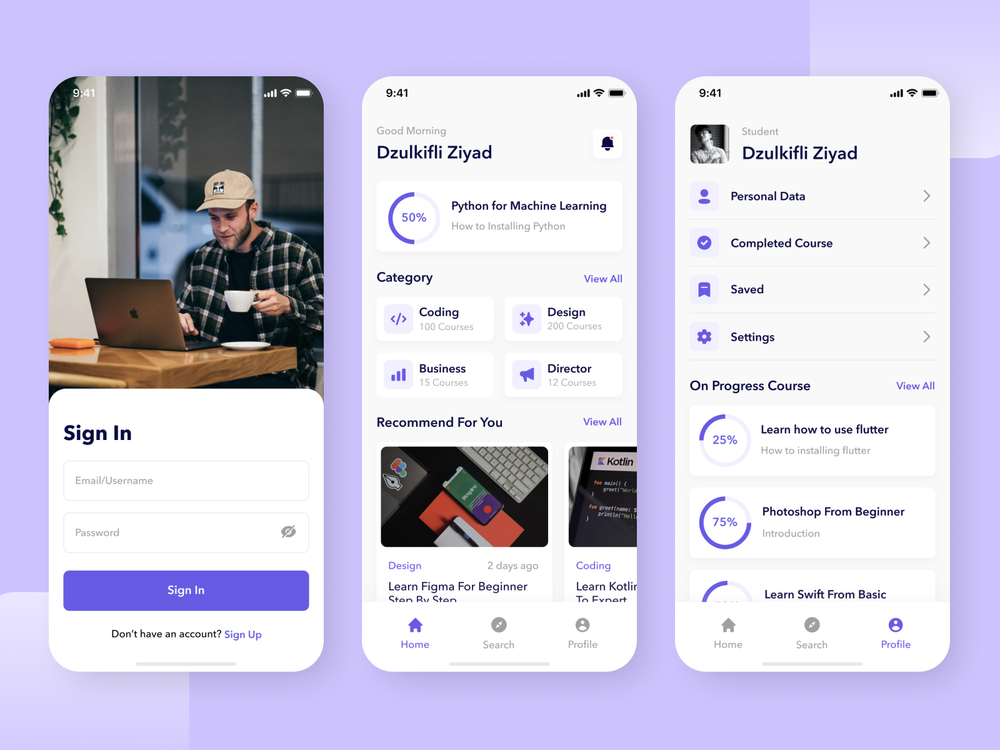 9:41
Sign In
Email/Username
Password
Sign In
Don't have an account? Sign Up
9:41
Good Morning
Dzulkifli Ziyad
50%
Python for Machine Learning
How to Installing Python
Category
View All
Coding
100 Courses
Design
200 Courses
Business
15 Courses
Director
12 Courses
Recommend For You
View All
Kotlin
fun main() {
Design
2 days ago
Learn Figma For Beginner
Step By Step
Coding
Learn Kotlin
To Expert
Home
Search
Profile
9:41
Student
Dzulkifli Ziyad
Personal Data
Completed Course
Saved
Settings
On Progress Course
View All
25%
Learn how to use flutter
How to installing flutter
75%
Photoshop From Beginner
Introduction
Learn Swift From Basic
Home
Search
Profile